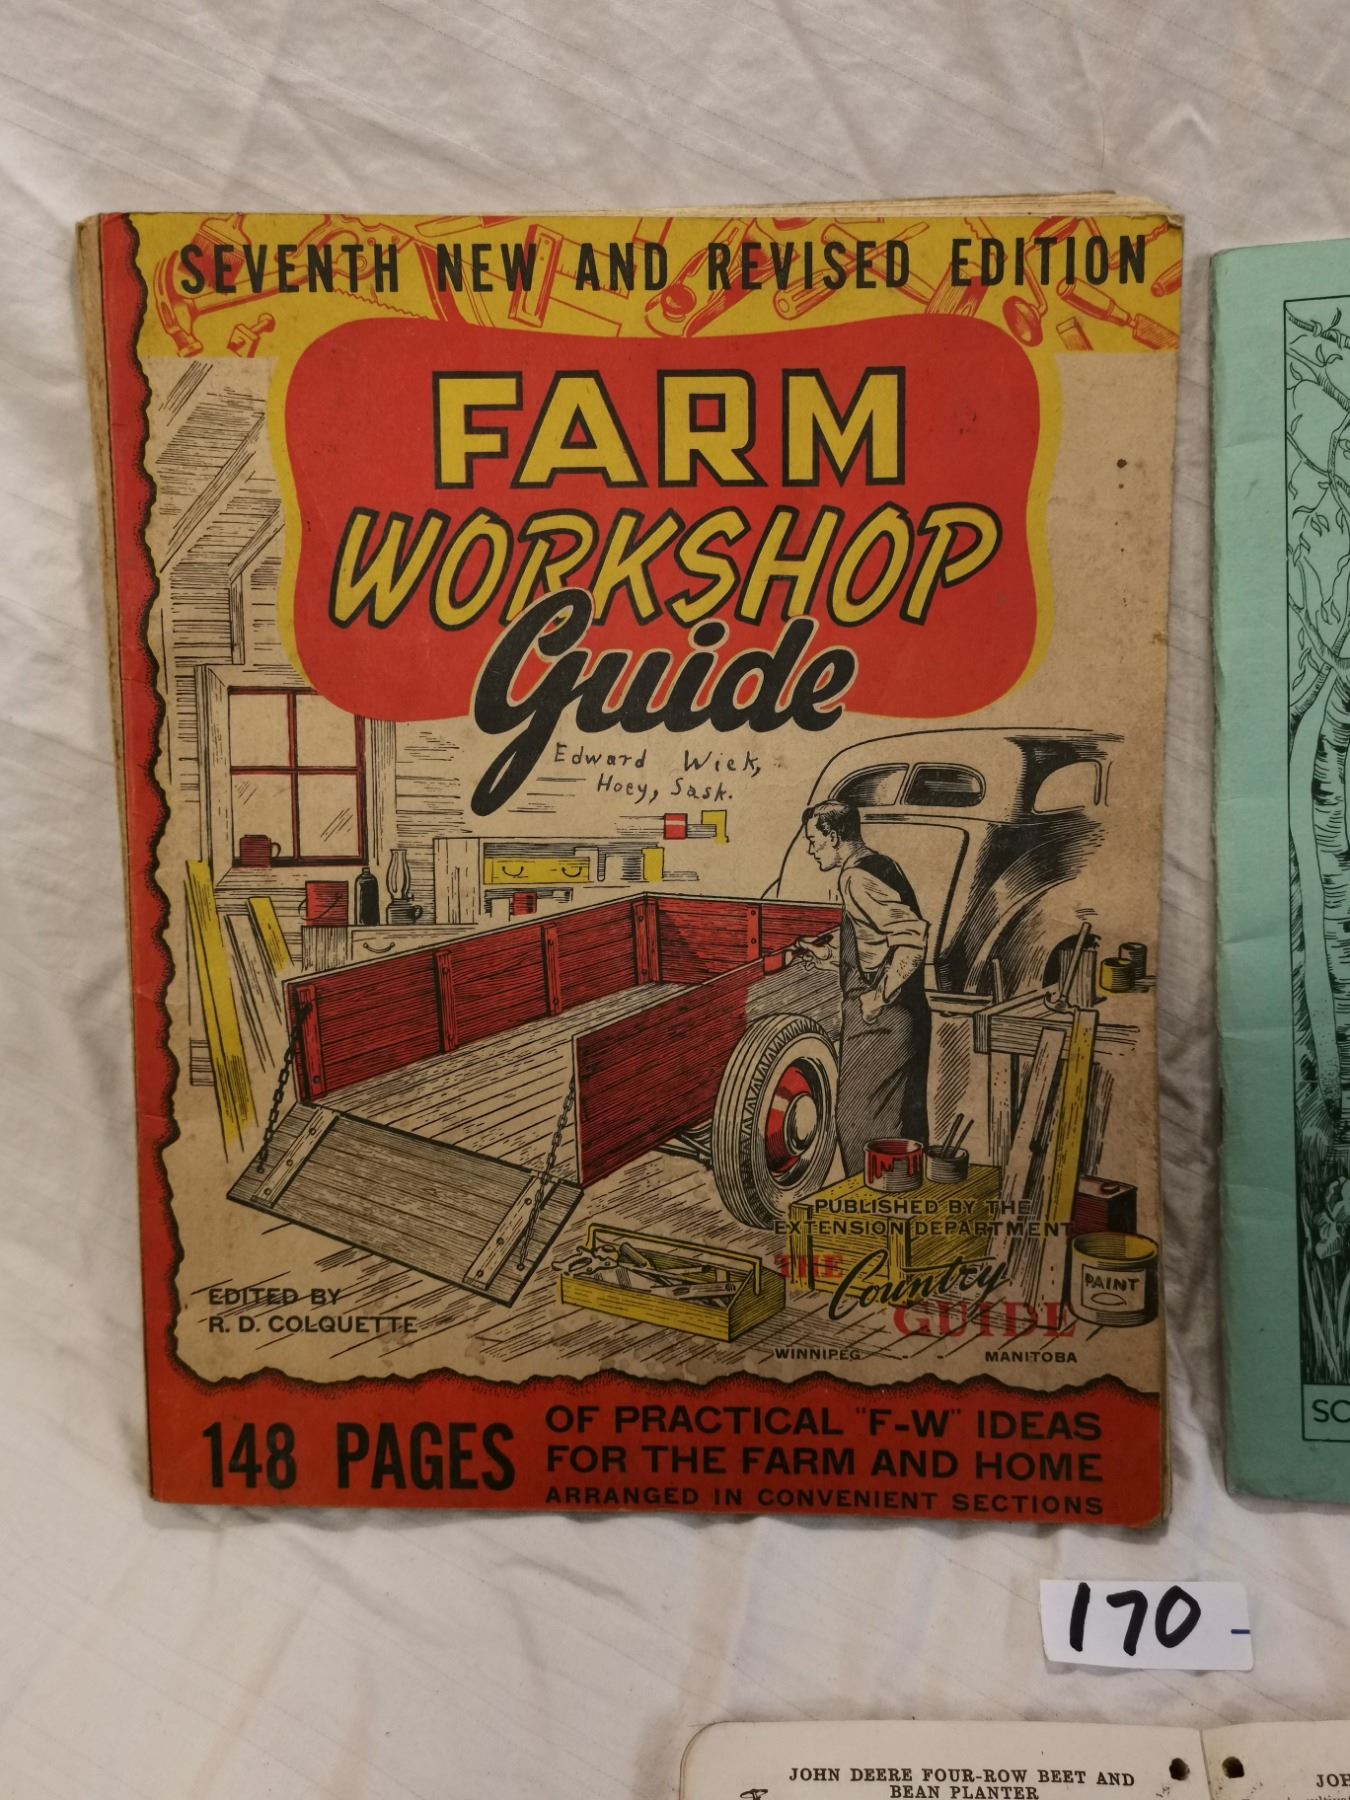 SEVENTH NEW AND REVISED EDITION
FARM
WORKSHOP
Guide
Edward Wiek,
Hoey, Sask.
PUBLISHED BY THE
EXTENSION DEPARTMENT
THE Country
GUIDE
WINNIPEG - - MANITOBA
PAINT
EDITED BY
R. D. COLQUETTE
148 PAGES
OF PRACTICAL "F-W" IDEAS
FOR THE FARM AND HOME
ARRANGED IN CONVENIENT SECTIONS
SC
170-
JOHN DEERE FOUR-ROW BEET AND
BEAN PLANTER
JOH